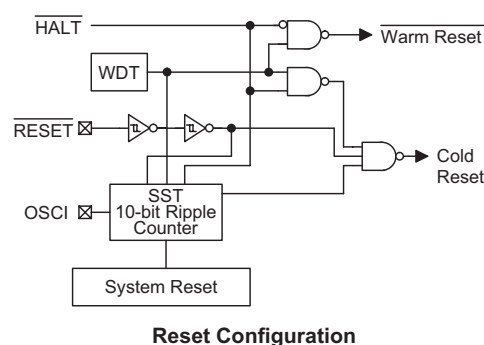 HALT
Warm Reset
WDT
RESET
Cold
Reset
SST
10-bit Ripple
Counter
OSCI
System Reset
Reset Configuration